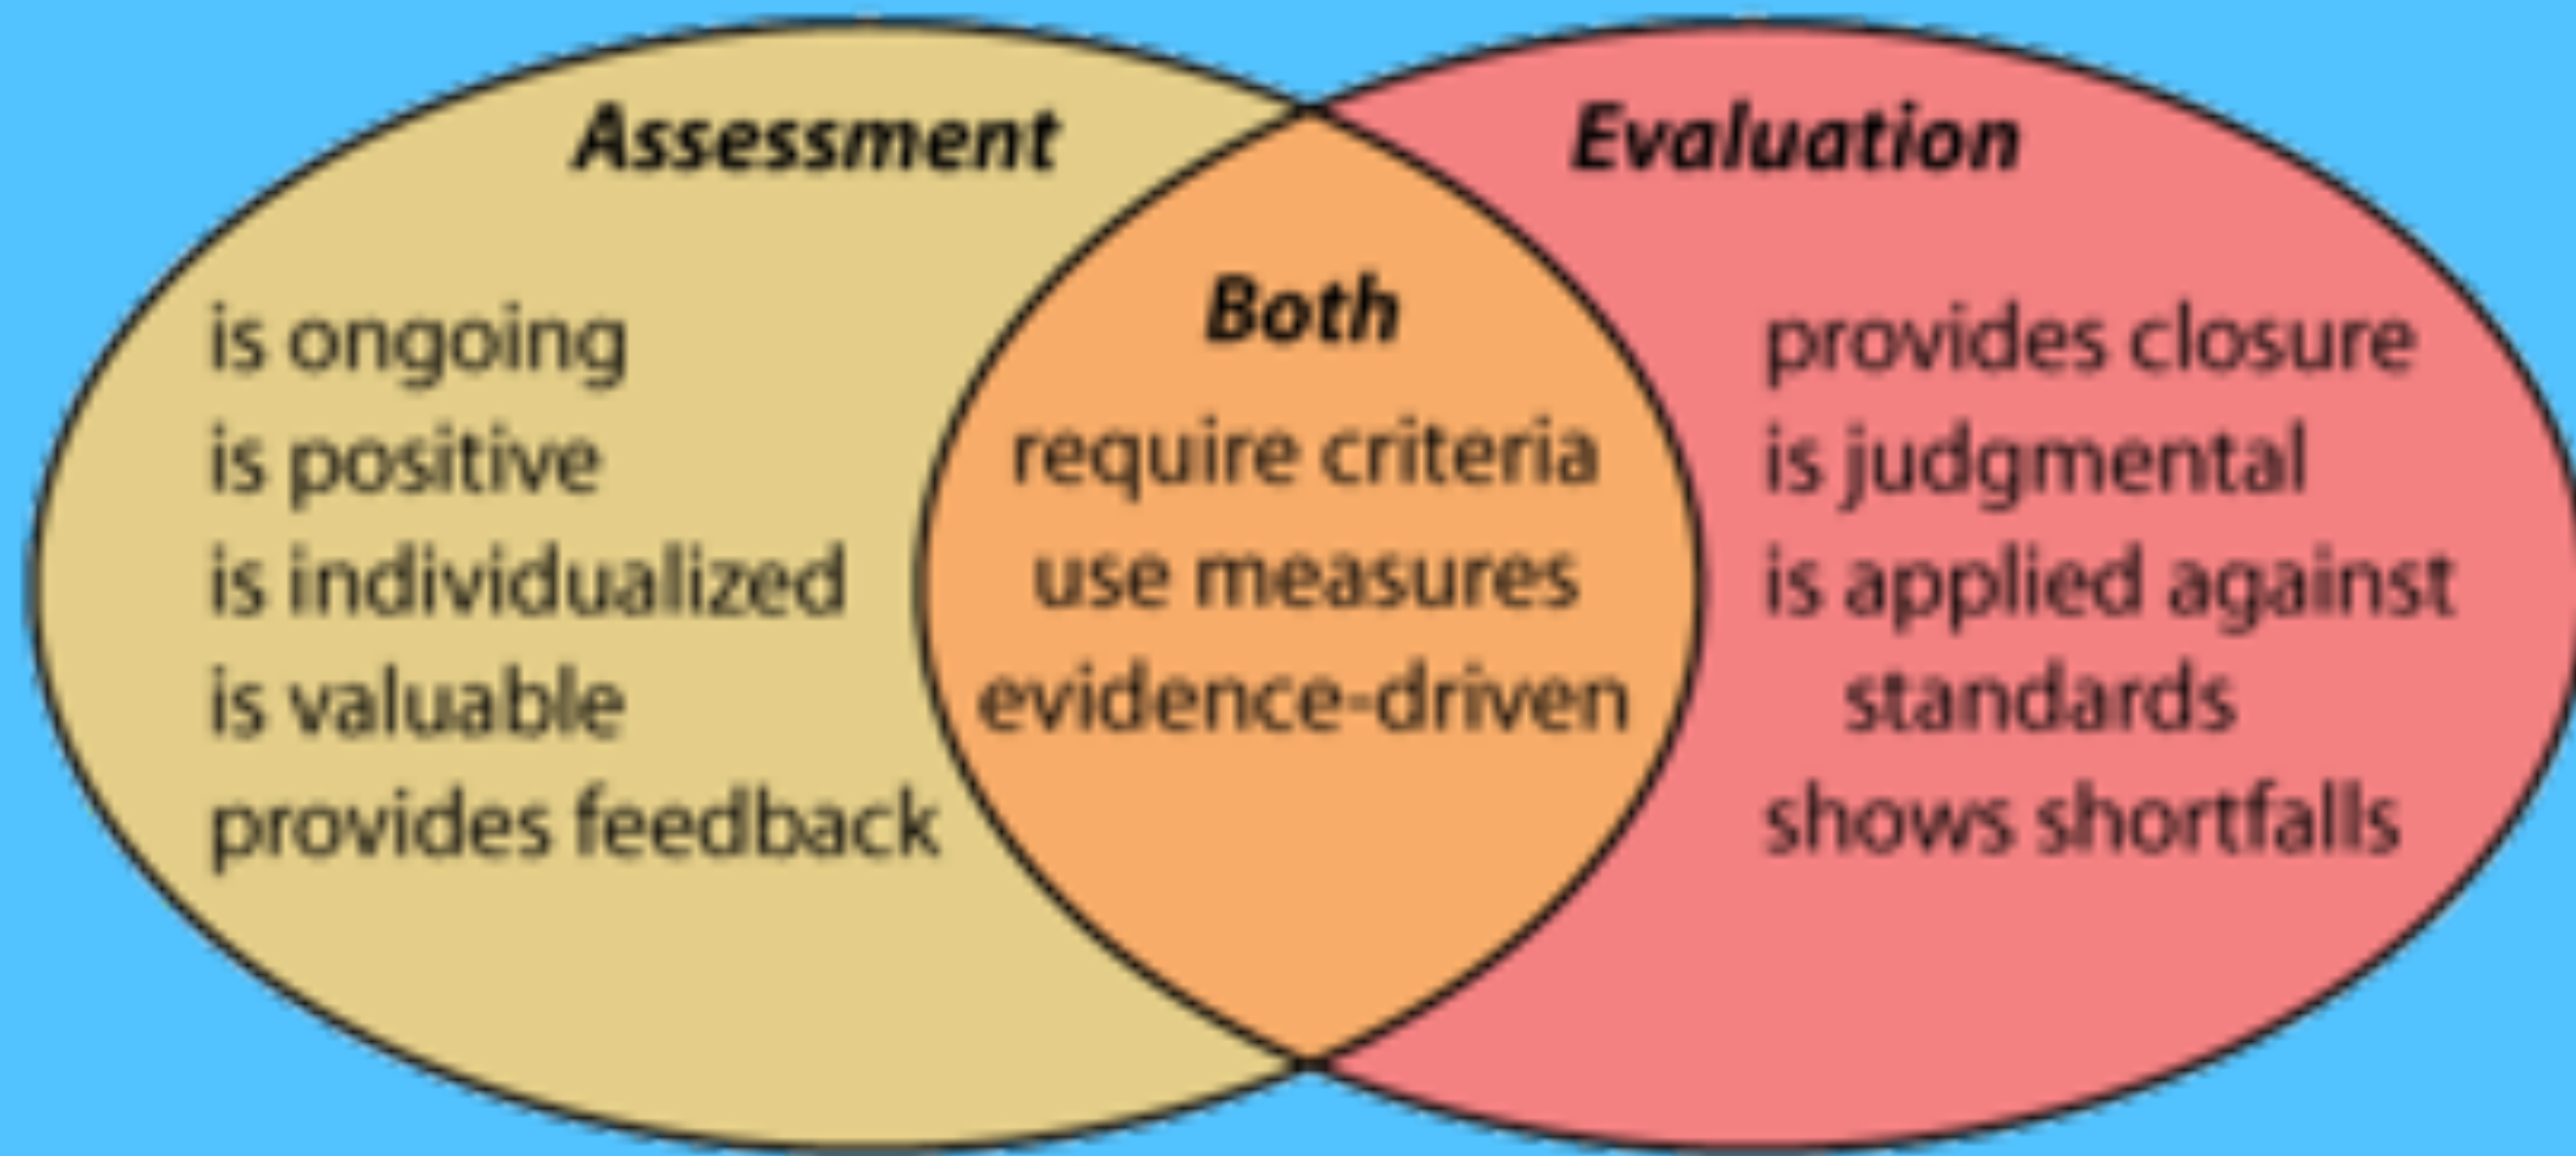 Assessment
is ongoing
is positive
is individualized
is valuable
provides feedback
Both
require criteria
use measures
evidence-driven
Evaluation
provides closure
is judgmental
is applied against
standards
shows shortfalls